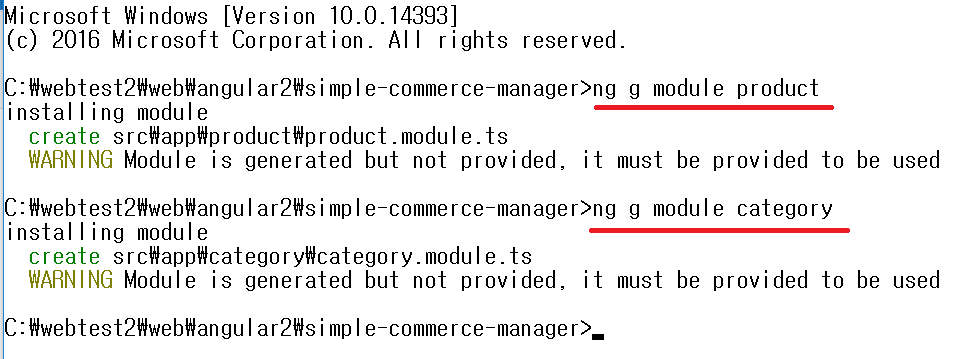 Microsoft Windows [Version 10.0.14393]
(c) 2016 Microsoft Corporation. All rights reserved.
C:₩webtest2₩web₩angular2₩simple-commerce-manager>ng g module product
installing module
create src₩app₩product₩product.module.ts
WARNING Module is generated but not provided, it must be provided to be used
C:₩webtest2₩web₩angular2₩simple-commerce-manager>ng g module category
installing module
create src₩app₩category₩category.module.ts
WARNING Module is generated but not provided, it must be provided to be used
C:₩webtest2₩web₩angular2₩simple-commerce-manager>